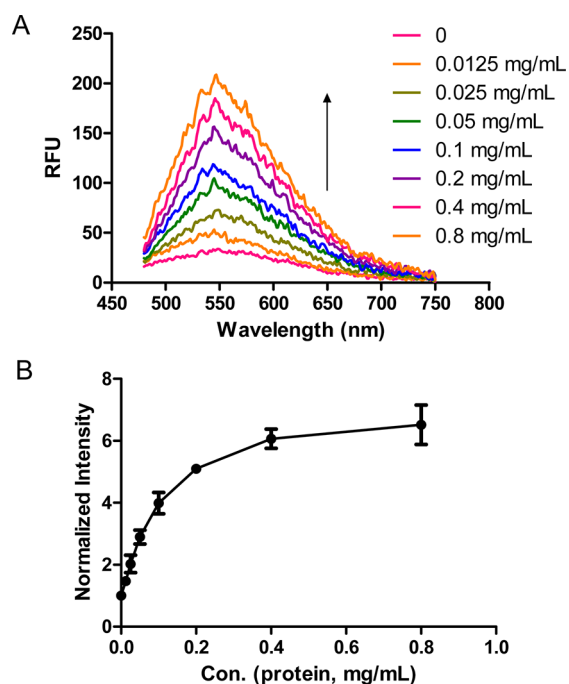 A
0
0.0125 mg/mL
0.025 mg/mL
0.05 mg/mL
0.1 mg/mL
0.2 mg/mL
0.4 mg/mL
0.8 mg/mL
RFU
250
200
150
100
50
0
450 500 550 600 650 700 750 800
Wavelength (nm)
B
Normalized Intensity
8
6
4
2
0
0.0 0.2 0.4 0.6 0.8 1.0
Con. (protein, mg/mL)